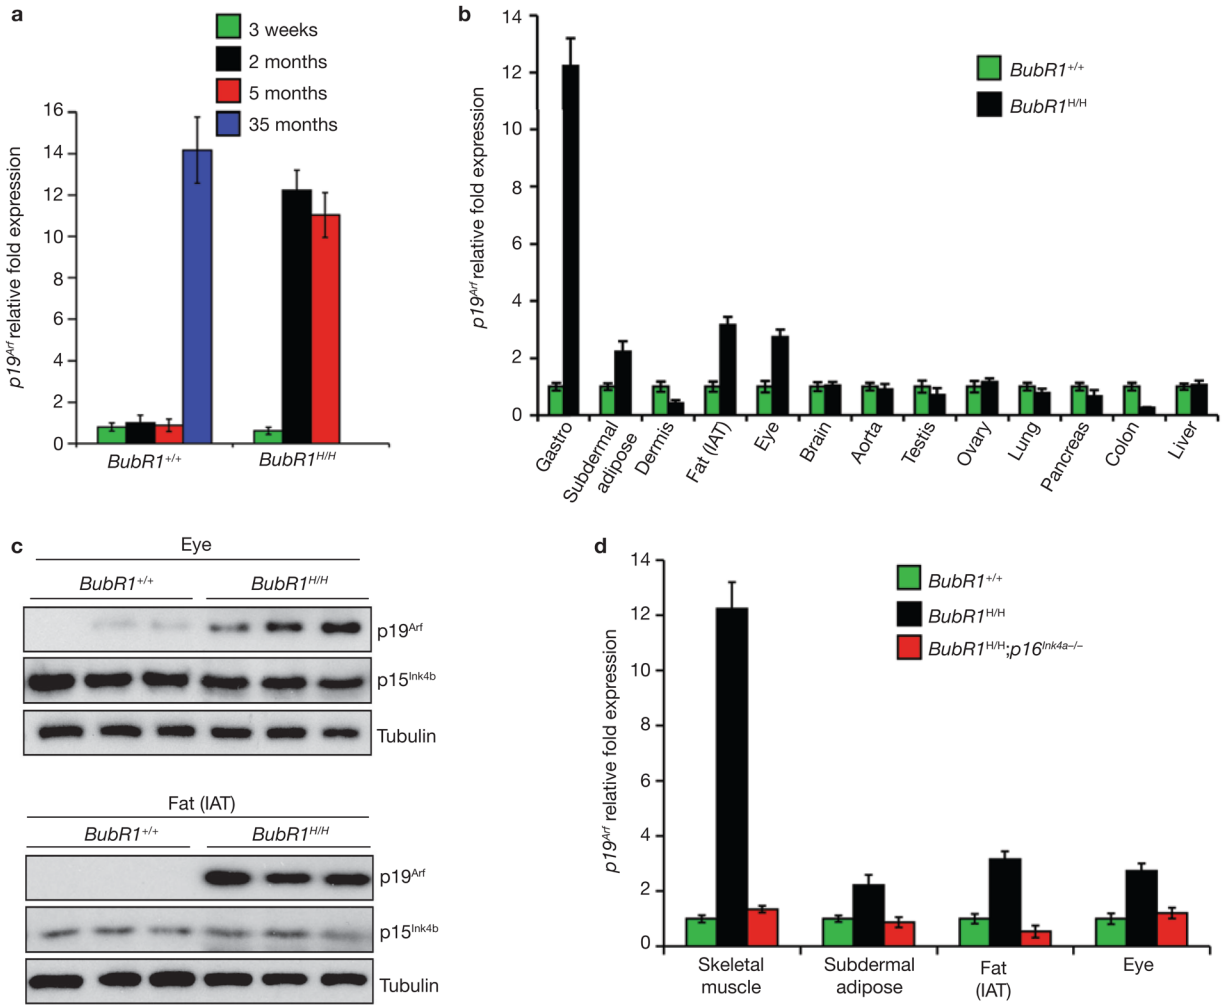 a
3 weeks
2 months
5 months
35 months
p19Arf relative fold expression
16
14
12
10
8
6
4
2
0
BubR1+/+
BubR1H/H
b
p19Arf relative fold expression
14
12
10
8
6
4
2
0
BubR1+/+
BubR1H/H
Gastro
Subdermal
adipose
Dermis
Fat (IAT)
Eye
Brain
Aorta
Testis
Ovary
Lung
Pancreas
Colon
Liver
c
Eye
BubR1+/+
BubR1H/H
p19Arf
p15Ink4b
Tubulin
Fat (IAT)
BubR1+/+
BubR1H/H
p19Arf
p15Ink4b
Tubulin
d
p19Arf relative fold expression
14
12
10
8
6
4
2
0
BubR1+/+
BubR1H/H
BubR1H/H;p16Ink4a–/–
Skeletal
muscle
Subdermal
adipose
Fat
(IAT)
Eye